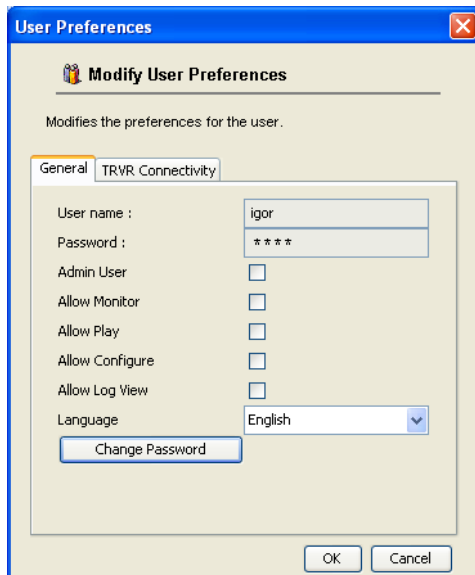 User Preferences
Modify User Preferences
Modifies the preferences for the user.
General TRVR Connectivity
User name : igor
Password : ****
Admin User
Allow Monitor
Allow Play
Allow Configure
Allow Log View
Language English
Change Password
OK Cancel